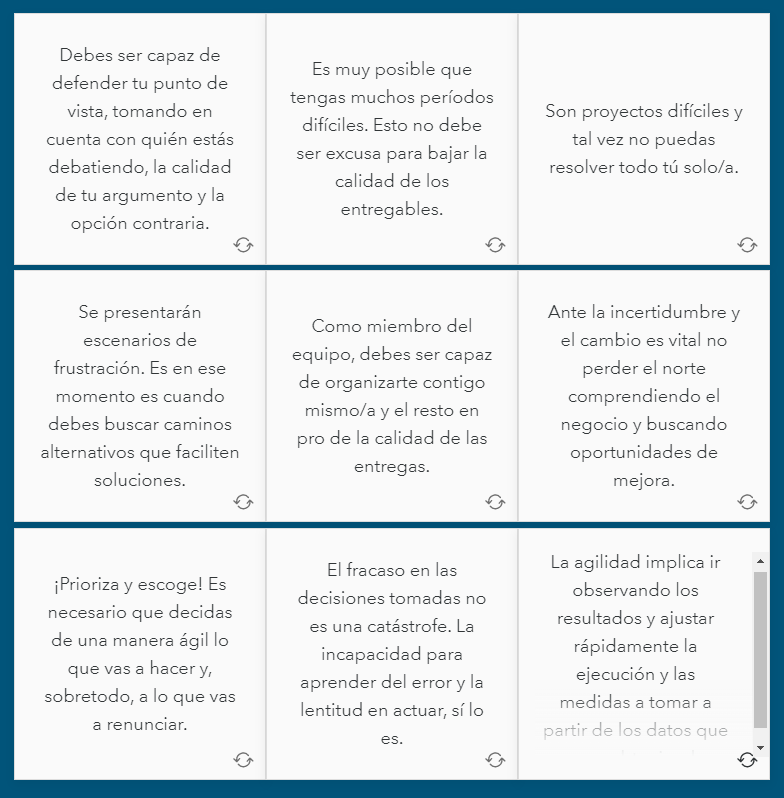 Debes ser capaz de
defender tu punto de
vista, tomando en
cuenta con quién estás
debatiendo, la calidad
de tu argumento y la
opción contraria.
Es muy posible que
tengas muchos períodos
difíciles. Esto no debe
ser excusa para bajar la
calidad de los
entregables.
Son proyectos difíciles y
tal vez no puedas
resolver todo tú solo/a.
Se presentarán
escenarios de
frustración. Es en ese
momento es cuando
debes buscar caminos
alternativos que faciliten
soluciones.
Como miembro del
equipo, debes ser capaz
de organizarte contigo
mismo/a y el resto en
pro de la calidad de las
entregas.
Ante la incertidumbre y
el cambio es vital no
perder el norte
comprendiendo el
negocio y buscando
oportunidades de
mejora.
¡Prioriza y escoge! Es
necesario que decidas
de una manera ágil lo
que vas a hacer y,
sobretodo, a lo que vas
a renunciar.
El fracaso en las
decisiones tomadas no
es una catástrofe. La
incapacidad para
aprender del error y la
lentitud en actuar, sí lo
es.
La agilidad implica ir
observando los
resultados y ajustar
rápidamente la
ejecución y las
medidas a tomar a
partir de los datos que